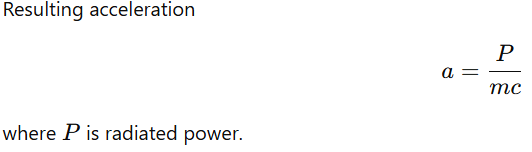 Resulting acceleration
a = P/mc
where P is radiated power.